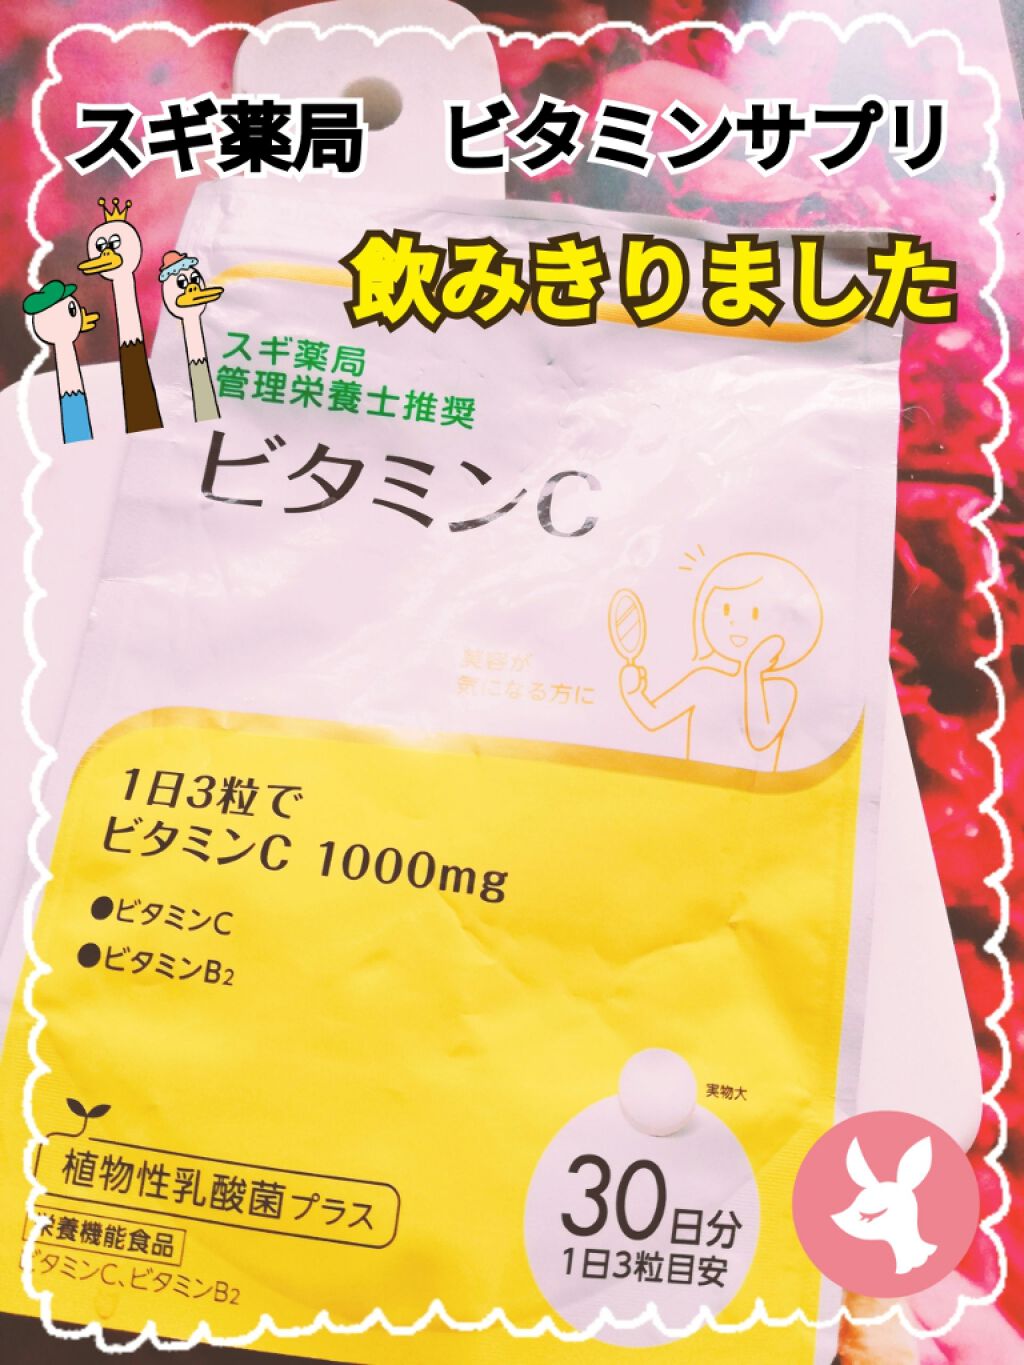 スギ薬局　ビタミンサプリ
飲みきりました
スギ薬局
管理栄養士推奨
ビタミンC
美容が
気になる方に
1日3粒で
ビタミンC 1000mg
●ビタミンC
●ビタミンB2
実物大
植物性乳酸菌プラス
30日分
1日3粒目安
栄養機能食品
ビタミンC、ビタミンB2